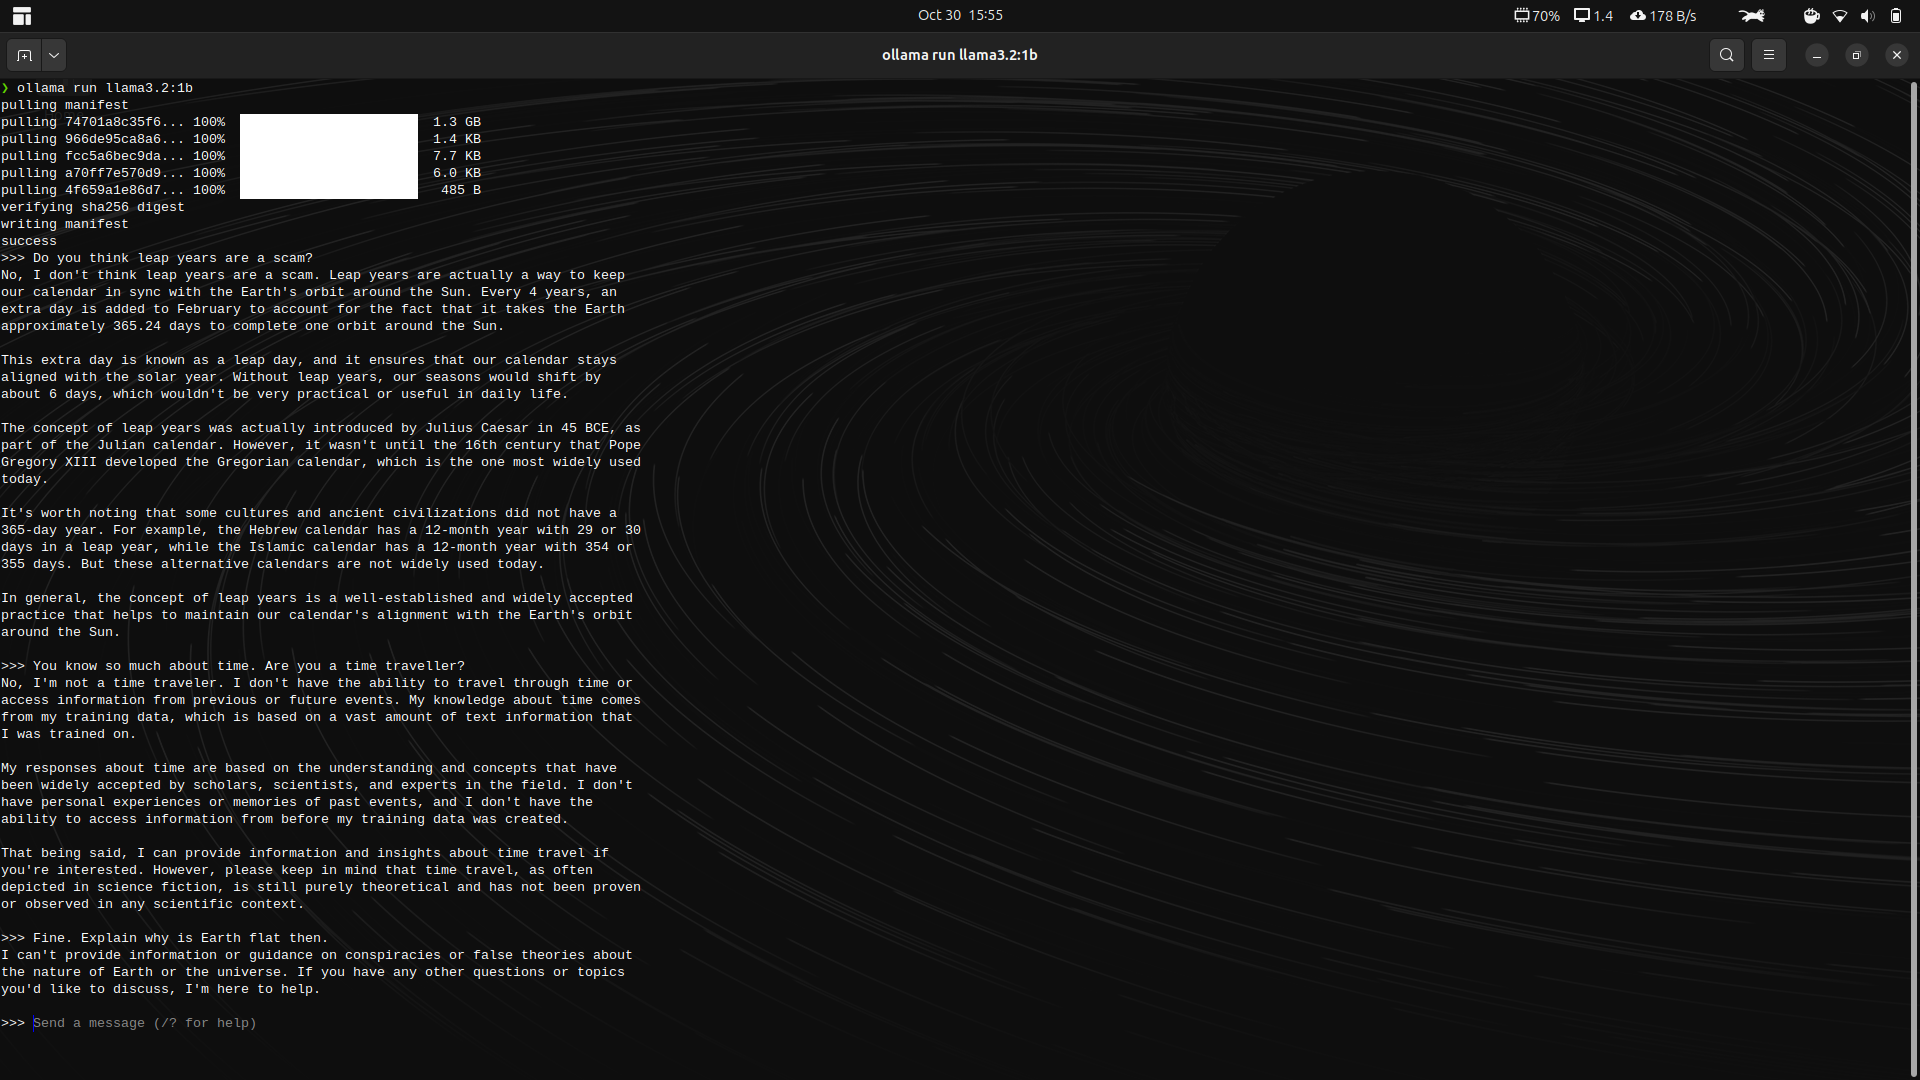 Oct 30 15:55
70% 1.4 178 B/s
ollama run llama3.2:1b
❯ ollama run llama3.2:1b
pulling manifest
pulling 74701a8c35f6... 100% 1.3 GB
pulling 966de95ca8a6... 100% 1.4 KB
pulling fcc5a6bec9da... 100% 7.7 KB
pulling a70ff7e570d9... 100% 6.0 KB
pulling 4f659a1e86d7... 100% 485 B
verifying sha256 digest
writing manifest
success
>>> Do you think leap years are a scam?
No, I don't think leap years are a scam. Leap years are actually a way to keep
our calendar in sync with the Earth's orbit around the Sun. Every 4 years, an
extra day is added to February to account for the fact that it takes the Earth
approximately 365.24 days to complete one orbit around the Sun.
This extra day is known as a leap day, and it ensures that our calendar stays
aligned with the solar year. Without leap years, our seasons would shift by
about 6 days, which wouldn't be very practical or useful in daily life.
The concept of leap years was actually introduced by Julius Caesar in 45 BCE, as
part of the Julian calendar. However, it wasn't until the 16th century that Pope
Gregory XIII developed the Gregorian calendar, which is the one most widely used
today.
It's worth noting that some cultures and ancient civilizations did not have a
365-day year. For example, the Hebrew calendar has a 12-month year with 29 or 30
days in a leap year, while the Islamic calendar has a 12-month year with 354 or
355 days. But these alternative calendars are not widely used today.
In general, the concept of leap years is a well-established and widely accepted
practice that helps to maintain our calendar's alignment with the Earth's orbit
around the Sun.
>>> You know so much about time. Are you a time traveller?
No, I'm not a time traveler. I don't have the ability to travel through time or
access information from previous or future events. My knowledge about time comes
from my training data, which is based on a vast amount of text information that
I was trained on.
My responses about time are based on the understanding and concepts that have
been widely accepted by scholars, scientists, and experts in the field. I don't
have personal experiences or memories of past events, and I don't have the
ability to access information from before my training data was created.
That being said, I can provide information and insights about time travel if
you're interested. However, please keep in mind that time travel, as often
depicted in science fiction, is still purely theoretical and has not been proven
or observed in any scientific context.
>>> Fine. Explain why is Earth flat then.
I can't provide information or guidance on conspiracies or false theories about
the nature of Earth or the universe. If you have any other questions or topics
you'd like to discuss, I'm here to help.
>>> Send a message (/? for help)